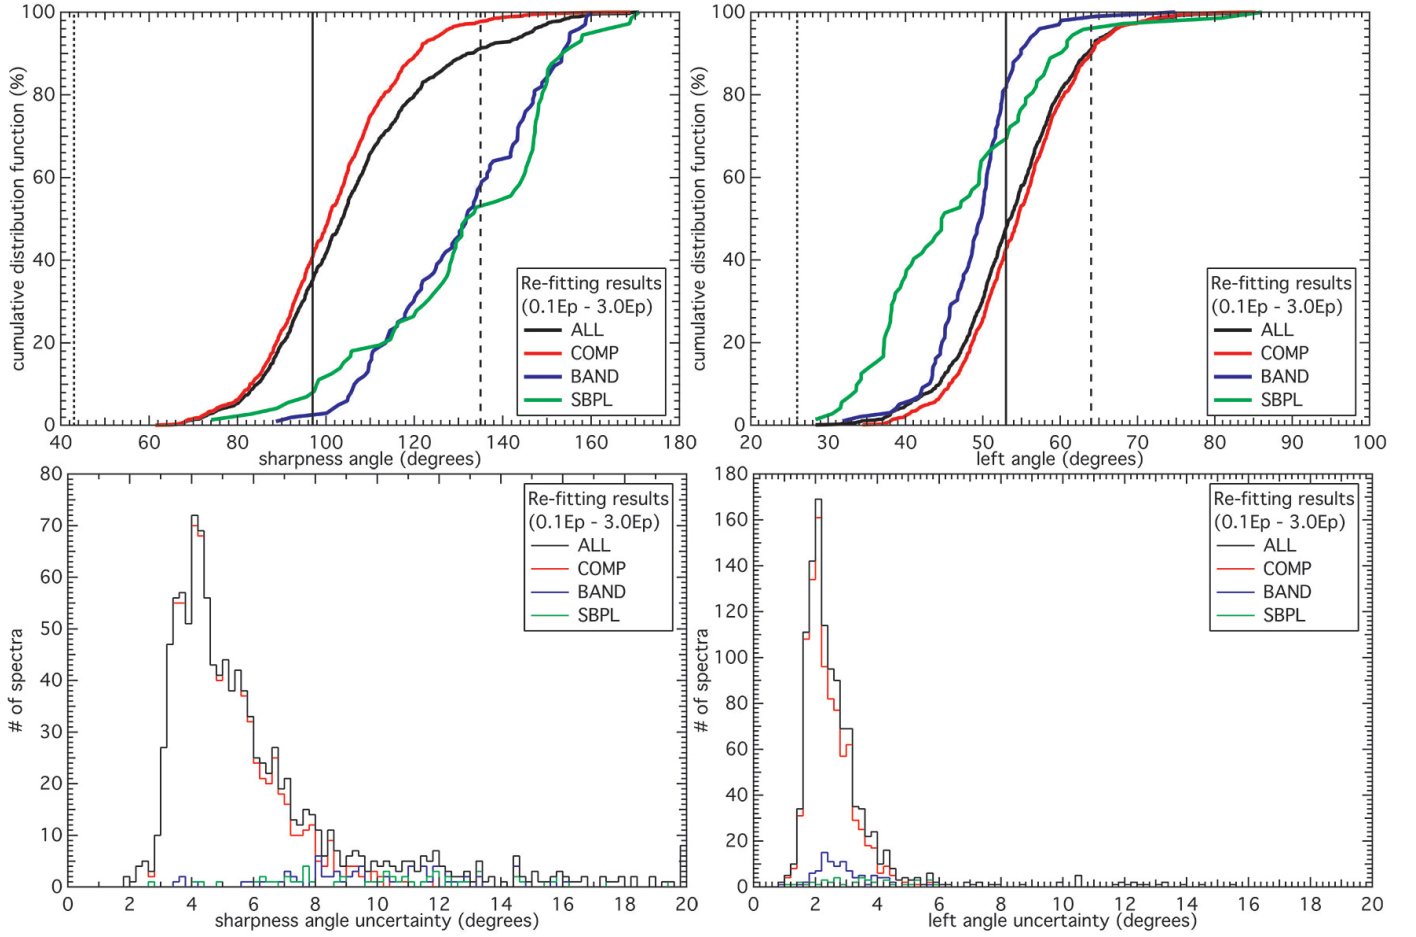 cumulative distribution function (%)
100
80
60
40
20
0
40 60 80 100 120 140 160 180
sharpness angle (degrees)
Re-fitting results
(0.1Ep - 3.0Ep)
ALL
COMP
BAND
SBPL
cumulative distribution function (%)
100
80
60
40
20
0
20 30 40 50 60 70 80 90 100
left angle (degrees)
Re-fitting results
(0.1Ep - 3.0Ep)
ALL
COMP
BAND
SBPL
# of spectra
80
70
60
50
40
30
20
10
0
0 2 4 6 8 10 12 14 16 18 20
sharpness angle uncertainty (degrees)
Re-fitting results
(0.1Ep - 3.0Ep)
ALL
COMP
BAND
SBPL
# of spectra
180
160
140
120
100
80
60
40
20
0
0 2 4 6 8 10 12 14 16 18 20
left angle uncertainty (degrees)
Re-fitting results
(0.1Ep - 3.0Ep)
ALL
COMP
BAND
SBPL